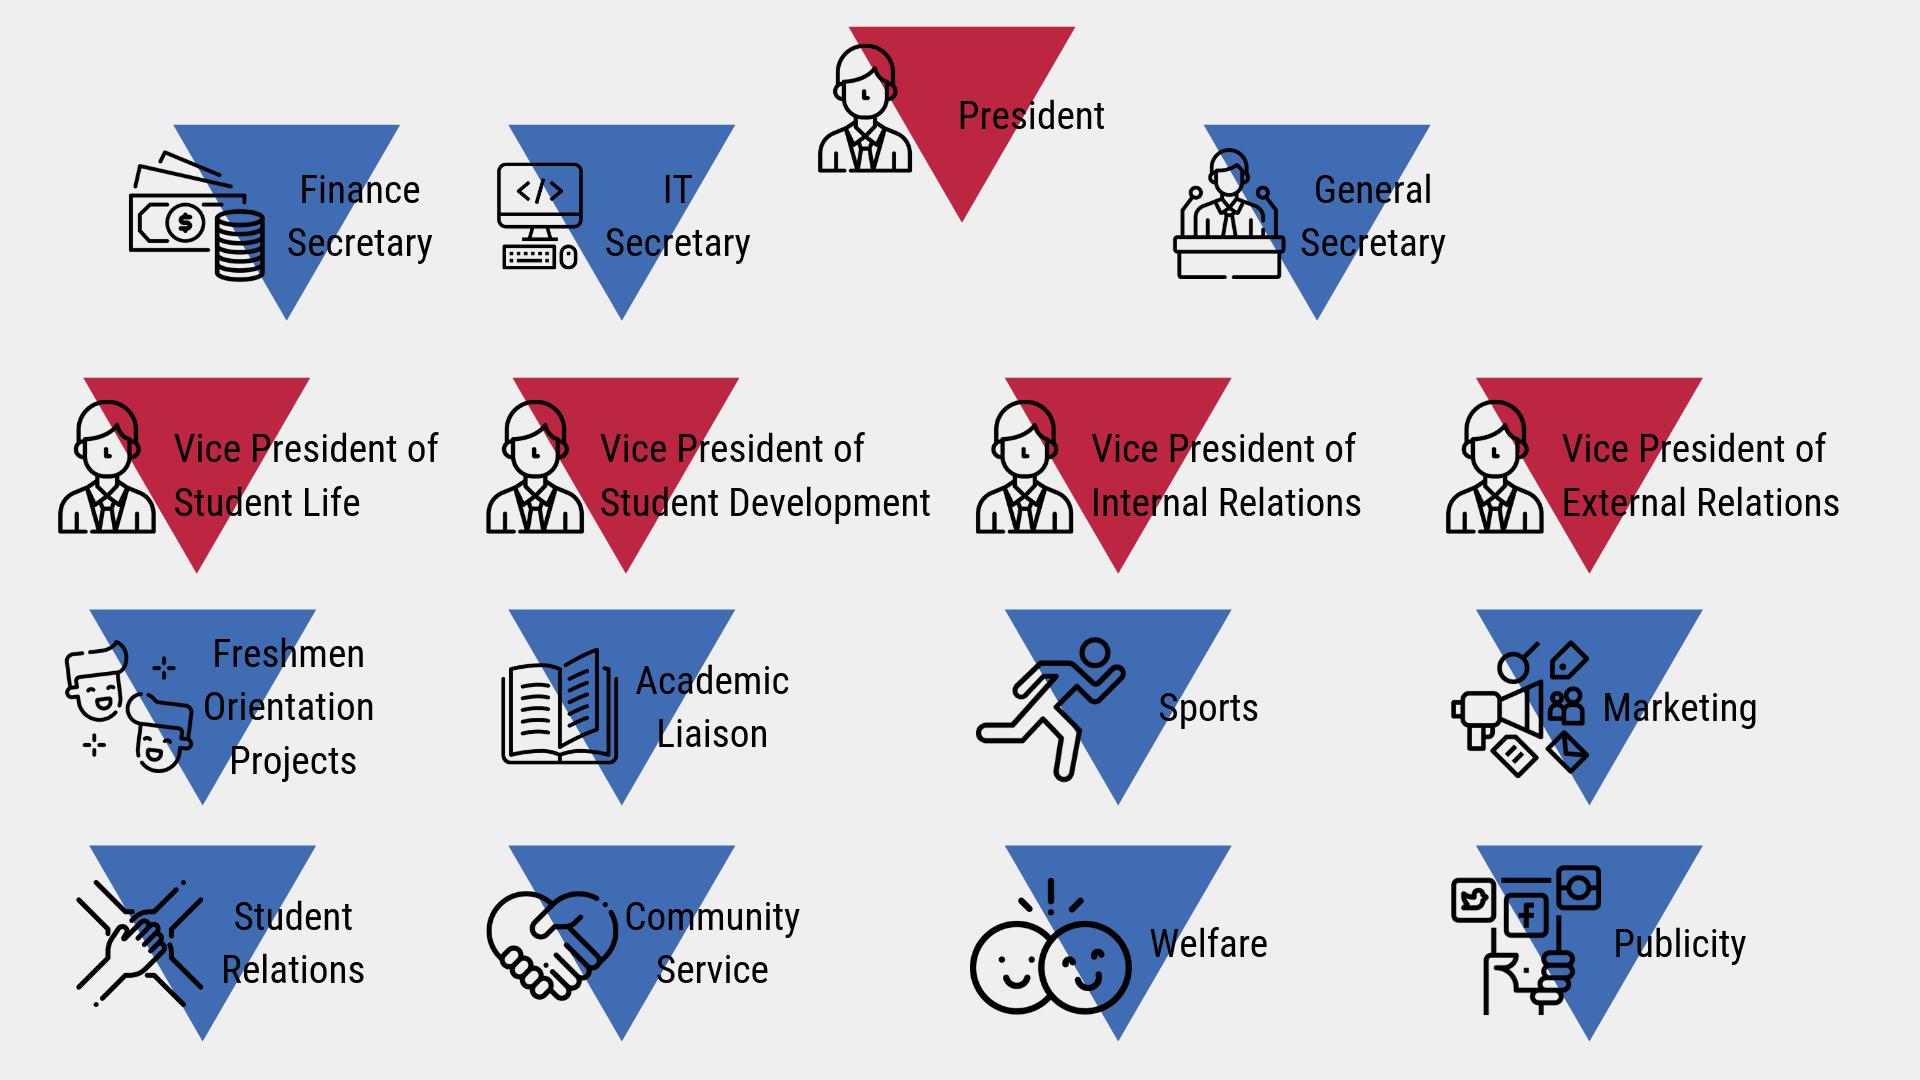 President
Finance
Secretary
IT
Secretary
General
Secretary
Vice President of
Student Life
Vice President of
Student Development
Vice President of
Internal Relations
Vice President of
External Relations
Freshmen
Orientation
Projects
Academic
Liaison
Sports
Marketing
Student
Relations
Community
Service
Welfare
Publicity